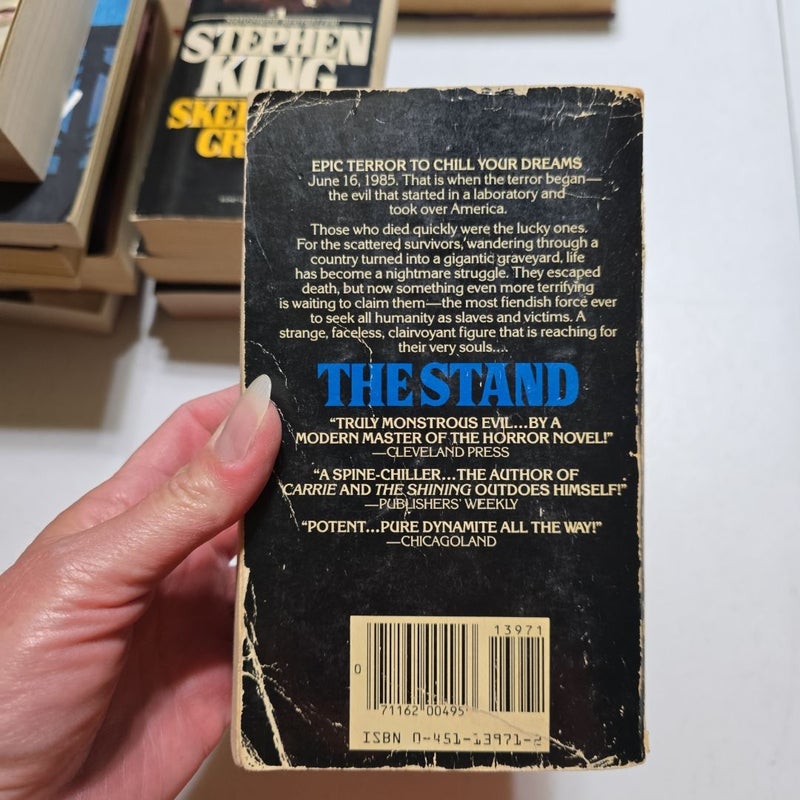 STEPHEN
KING
EPIC TERROR TO CHILL YOUR DREAMS
June 16, 1985. That is when the terror began—
the evil that started in a laboratory and
took over America.
Those who died quickly were the lucky ones.
For the scattered survivors, wandering through a
country turned into a gigantic graveyard, life
has become a nightmare struggle. They escaped
death, but now something even more terrifying
is waiting to claim them—the most fiendish force ever
to seek all humanity as slaves and victims. A
strange, faceless, clairvoyant figure that is reaching for
their very souls....
THE STAND
“TRULY MONSTROUS EVIL...BY A
MODERN MASTER OF THE HORROR NOVEL!”
—CLEVELAND PRESS
“A SPINE-CHILLER...THE AUTHOR OF
CARRIE AND THE SHINING OUTDOES HIMSELF!”
—PUBLISHERS' WEEKLY
“POTENT...PURE DYNAMITE ALL THE WAY!”
—CHICAGOLAND
13971
0
71162 00495
ISBN 0-451-13971-2